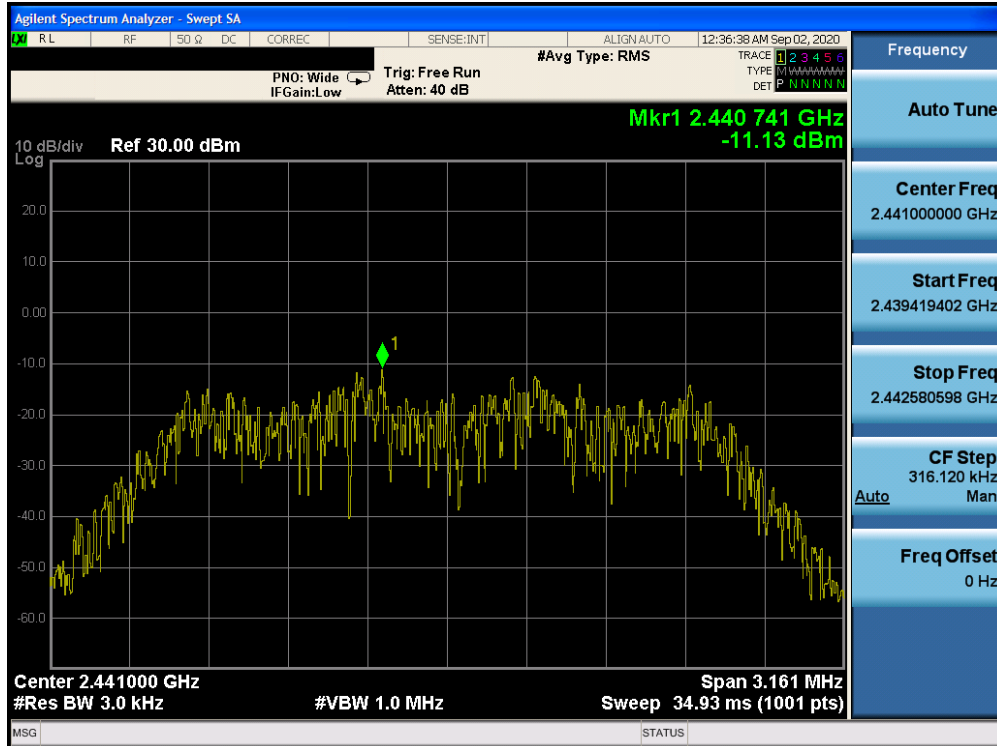 Agilent Spectrum Analyzer - Swept SA
LXI RL RF 50 Ω DC CORREC SENSE:INT ALIGN AUTO 12:36:38 AM Sep 02, 2020
#Avg Type: RMS TRACE 1 2 3 4 5 6
PNO: Wide Trig: Free Run TYPE M WWWWW
IFGain:Low Atten: 40 dB DET P N N N N N
Mkr1 2.440 741 GHz
-11.13 dBm
10 dB/div Ref 30.00 dBm
Log
20.0
10.0
0.00
1
-10.0
-20.0
-30.0
-40.0
-50.0
-60.0
Center 2.441000 GHz Span 3.161 MHz
#Res BW 3.0 kHz #VBW 1.0 MHz Sweep 34.93 ms (1001 pts)
MSG STATUS
Frequency
Auto Tune
Center Freq
2.441000000 GHz
Start Freq
2.439419402 GHz
Stop Freq
2.442580598 GHz
CF Step
316.120 kHz
Auto Man
Freq Offset
0 Hz